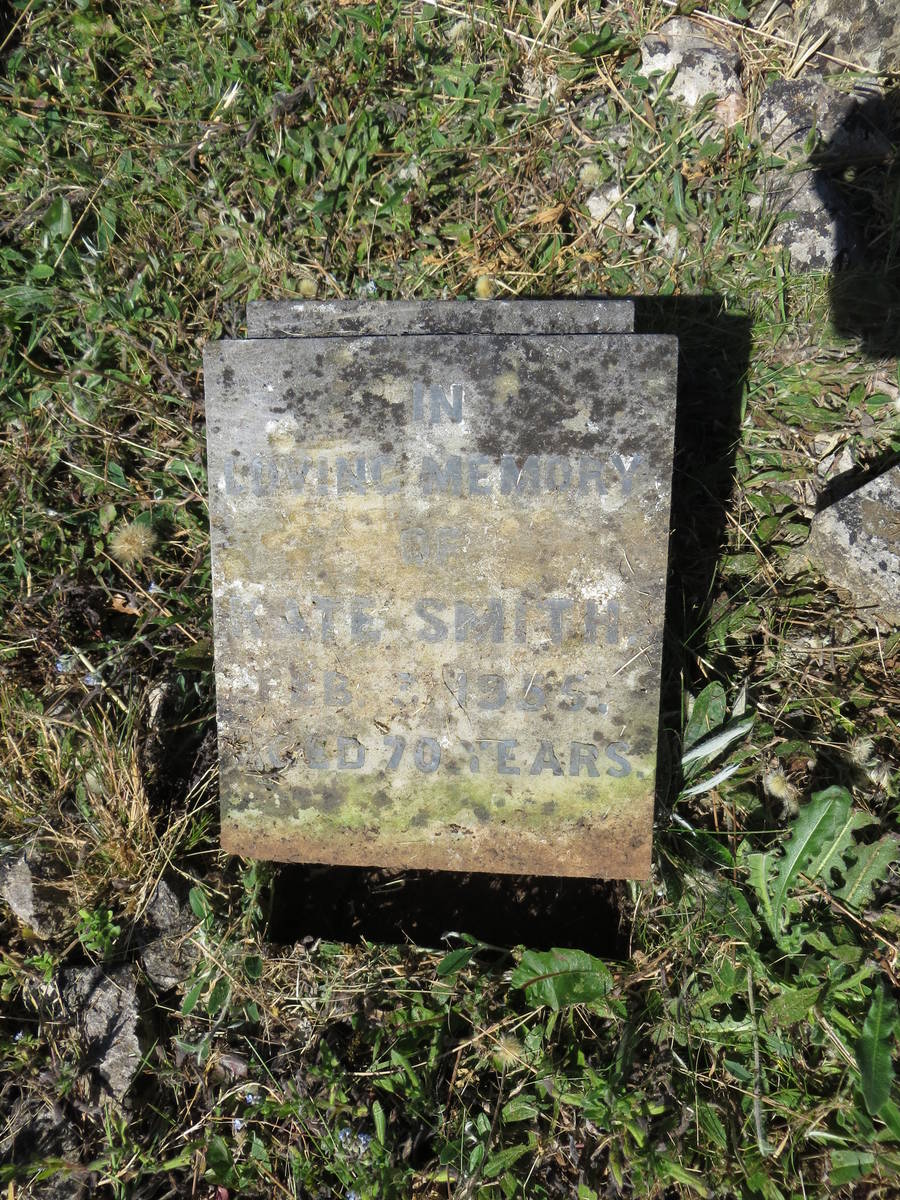 IN
LOVING MEMORY
OF
KATE SMITH,
FEB
AGED 70 YEARS.